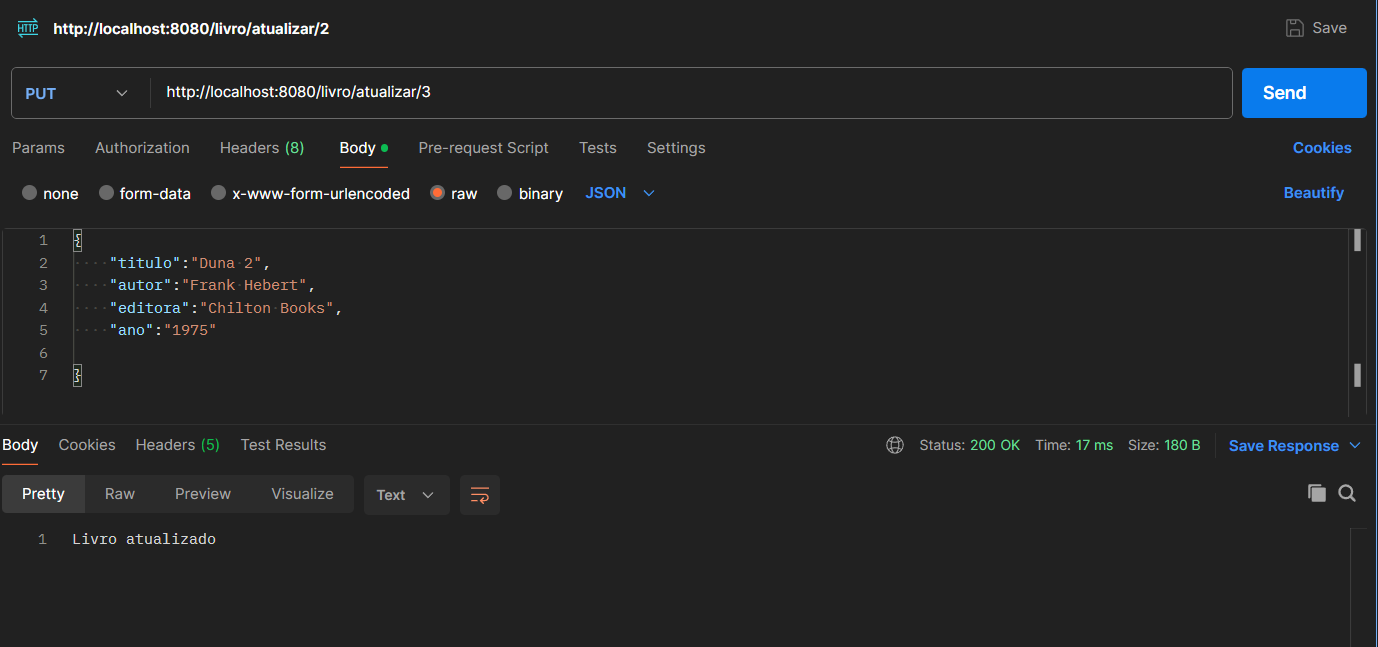 HTTP http://localhost:8080/livro/atualizar/2 Save
PUT http://localhost:8080/livro/atualizar/3 Send
Params Authorization Headers (8) Body Pre-request Script Tests Settings Cookies
none form-data x-www-form-urlencoded raw binary JSON Beautify
1 {
2 "titulo":"Duna 2",
3 "autor":"Frank Hebert",
4 "editora":"Chilton Books",
5 "ano":"1975"
6
7 }
Body Cookies Headers (5) Test Results Status: 200 OK Time: 17 ms Size: 180 B Save Response
Pretty Raw Preview Visualize Text
1 Livro atualizado